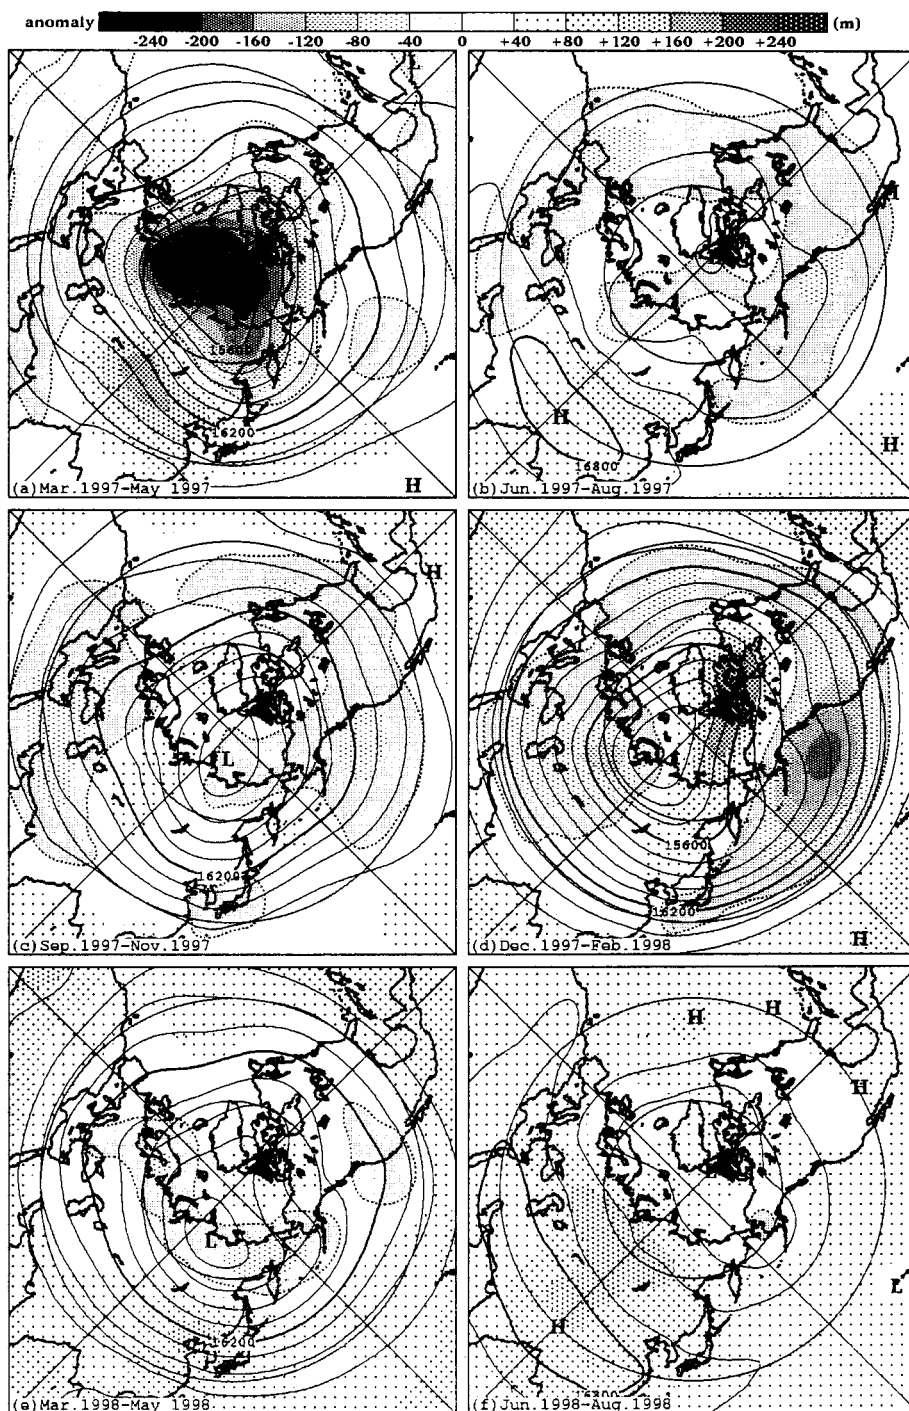 anomaly (m)
-240 -200 -160 -120 -80 -40 0 +40 +80 +120 +160 +200 +240
L
15600
16200
H
(a)Mar.1997-May 1997
H
H
H
16800
(b)Jun.1997-Aug.1997
H
L
16200
(c)Sep.1997-Nov.1997
15600
16200
H
(d)Dec.1997-Feb.1998
L
16200
(e)Mar.1998-May 1998
H
H
H
L
H
(f)Jun.1998-Aug.1998